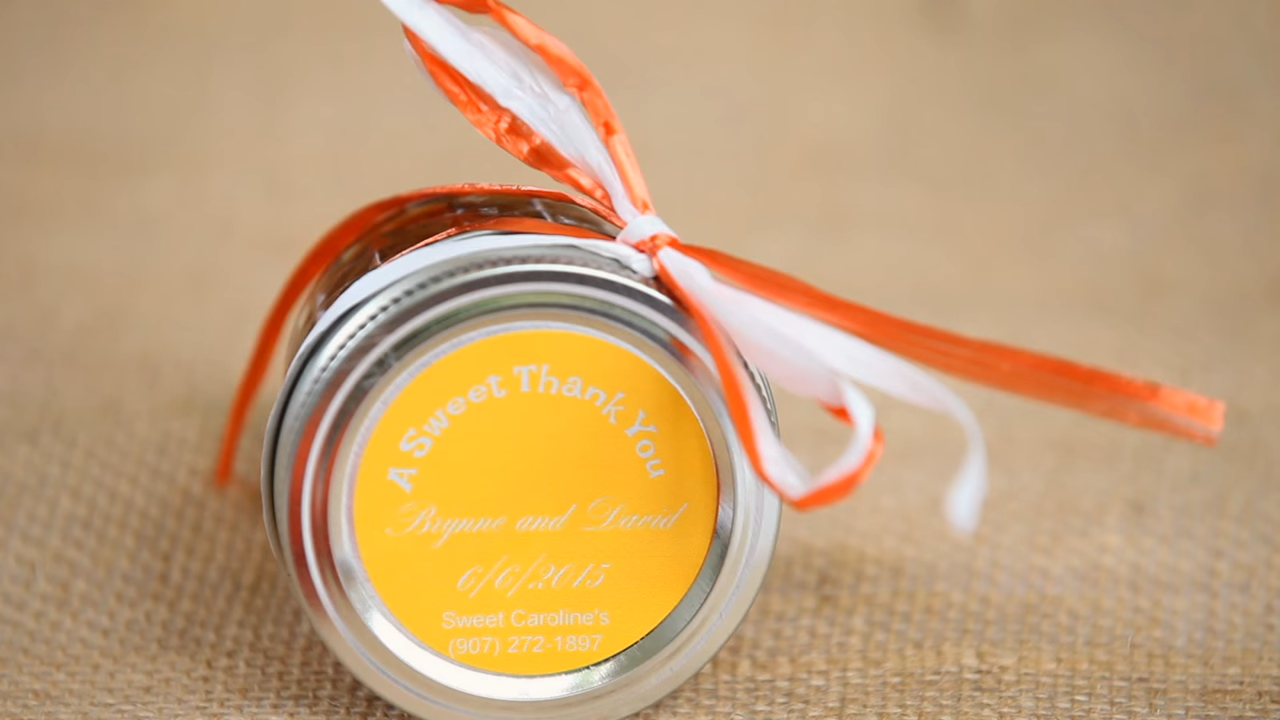 A Sweet Thank You
Brynne and David
6/6/2015
Sweet Caroline's
(907) 272-1897